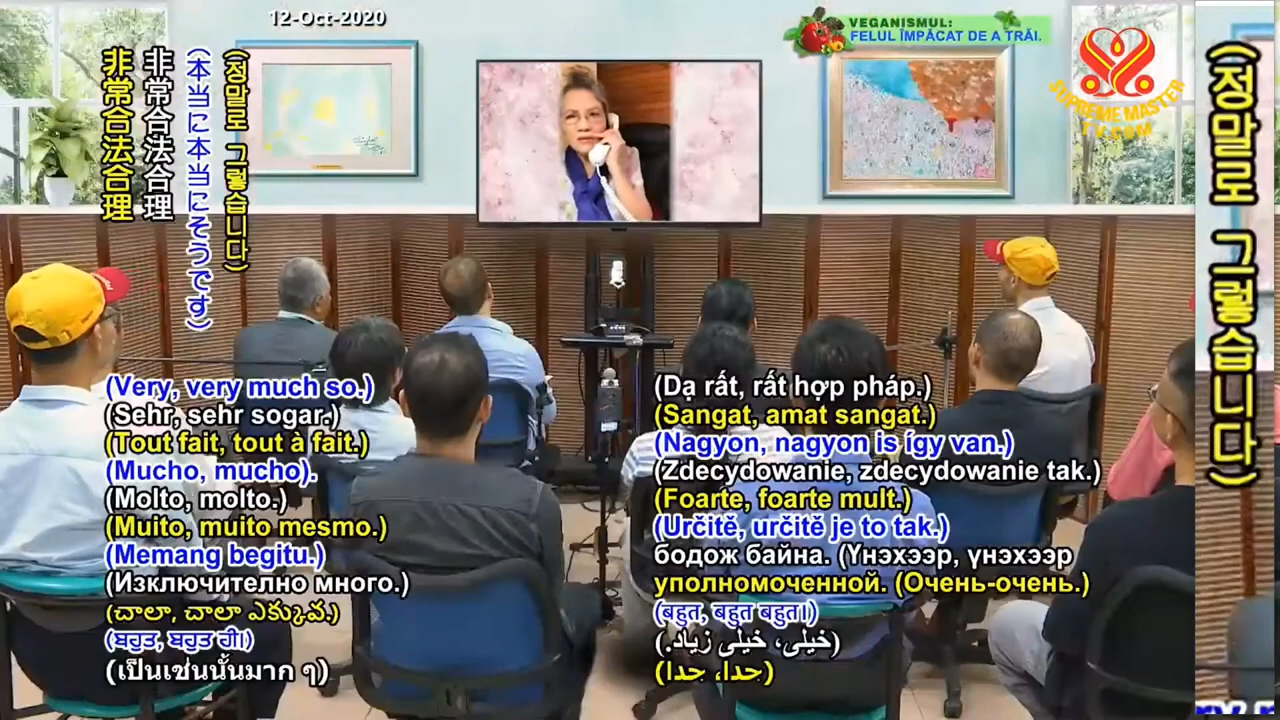 12-Oct-2020
VEGANISMUL:
FELUL ÎMPĂCAT DE A TRĂI.
SUPREME MASTER
TV.COM
(정말로 그렇습니다)
(本当に本当にそうです)
非常合法合理
非常合法合理
(정말로 그렇습니다)
(Very, very much so.)
(Sehr, sehr sogar.)
(Tout fait, tout à fait.)
(Mucho, mucho).
(Molto, molto.)
(Muito, muito mesmo.)
(Memang begitu.)
(Изключително много.)
(చాలా, చాలా ఎక్కువ.)
(ਬਹੁਤ, ਬਹੁਤ ਹੀ।)
(เป็นเช่นนั้นมาก ๆ)
(Dạ rất, rất hợp pháp.)
(Sangat, amat sangat.)
(Nagyon, nagyon is így van.)
(Zdecydowanie, zdecydowanie tak.)
(Foarte, foarte mult.)
(Určitě, určitě je to tak.)
бодож байна. (Үнэхээр, үнэхээр
уполномоченной. (Очень-очень.)
(बहुत, बहुत बहुत।)
(خیلی، خیلی زیاد.)
(جدا، جدا)